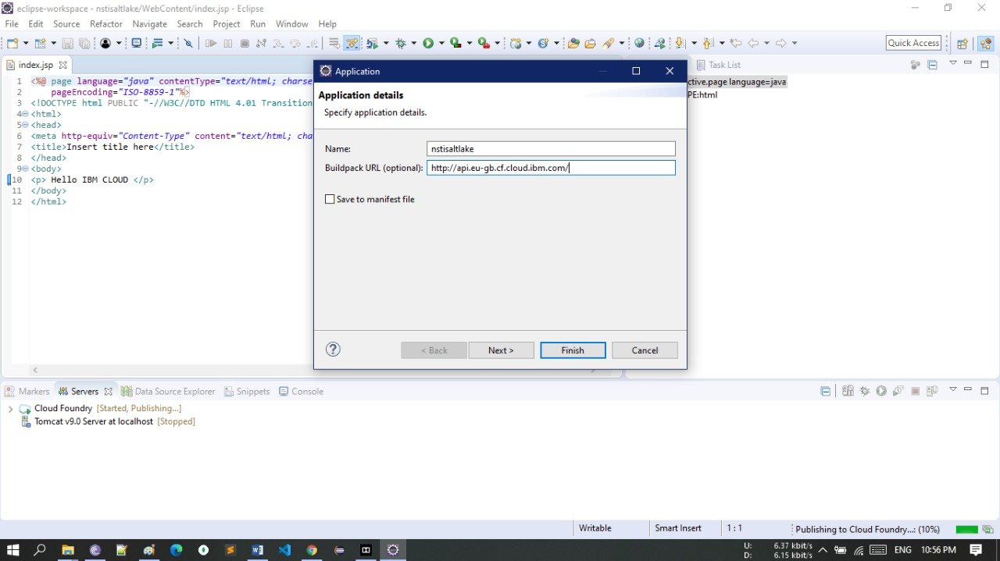 eclipse-workspace - nstisaltlake/WebContent/index.jsp - Eclipse
File Edit Source Refactor Navigate Search Project Run Window Help
Quick Access
index.jsp
Task List
1 <%@ page language="java" contentType="text/html; charse
2 pageEncoding="ISO-8859-1"%>
3 <!DOCTYPE html PUBLIC "-//W3C//DTD HTML 4.01 Transition
4 <html>
5 <head>
6 <meta http-equiv="Content-Type" content="text/html; cha
7 <title>Insert title here</title>
8 </head>
9 <body>
10 <p> Hello IBM CLOUD </p>
11 </body>
12 </html>
ctive.page language=java
PE:html
Application
Application details
Specify application details.
Name: nstisaltlake
Buildpack URL (optional): http://api.eu-gb.cf.cloud.ibm.com/
Save to manifest file
< Back Next > Finish Cancel
Markers Servers Data Source Explorer Snippets Console
Cloud Foundry [Started, Publishing...]
Tomcat v9.0 Server at localhost [Stopped]
Writable Smart Insert 1 : 1 Publishing to Cloud Foundry...: (10%)
U: 6.37 kbit/s
D: 6.15 kbit/s
ENG 10:56 PM